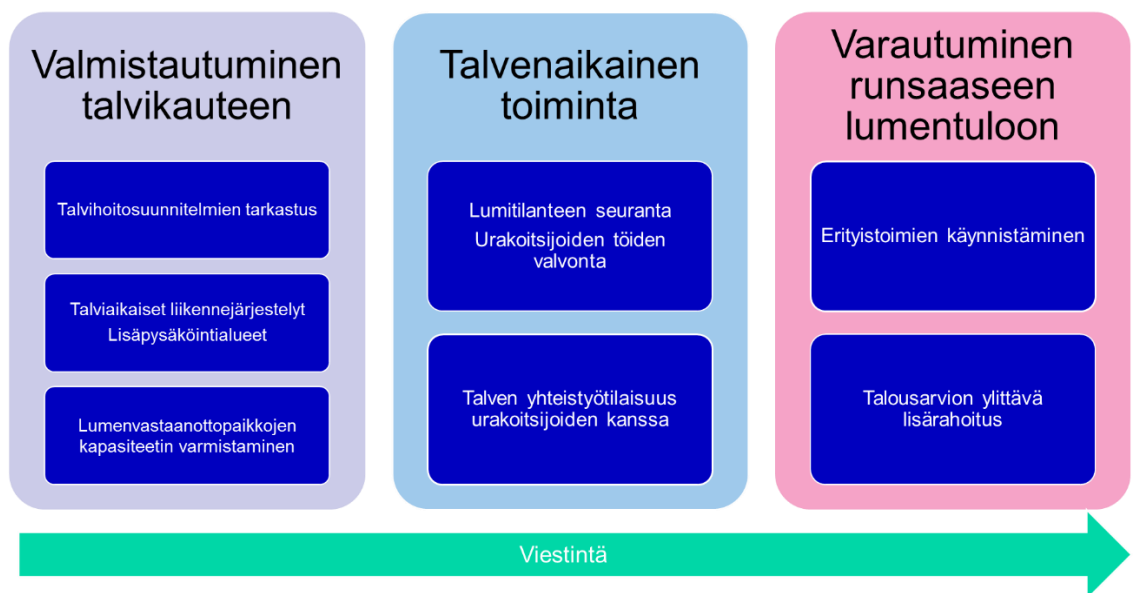 Valmistautuminen
talvikauteen
Talvihoitosuunnitelmien tarkastus
Talviaikaiset liikennejärjestelyt
Lisäpysäköintialueet
Lumenvastaanottopaikkojen
kapasiteetin varmistaminen
Talvenaikainen
toiminta
Lumitilanteen seuranta
Urakoitsijoiden töiden
valvonta
Talven yhteistyötilaisuus
urakoitsijoiden kanssa
Varautuminen
runsaaseen
lumentuloon
Erityistoimien käynnistäminen
Talousarvion ylittävä
lisärahoitus
Viestintä